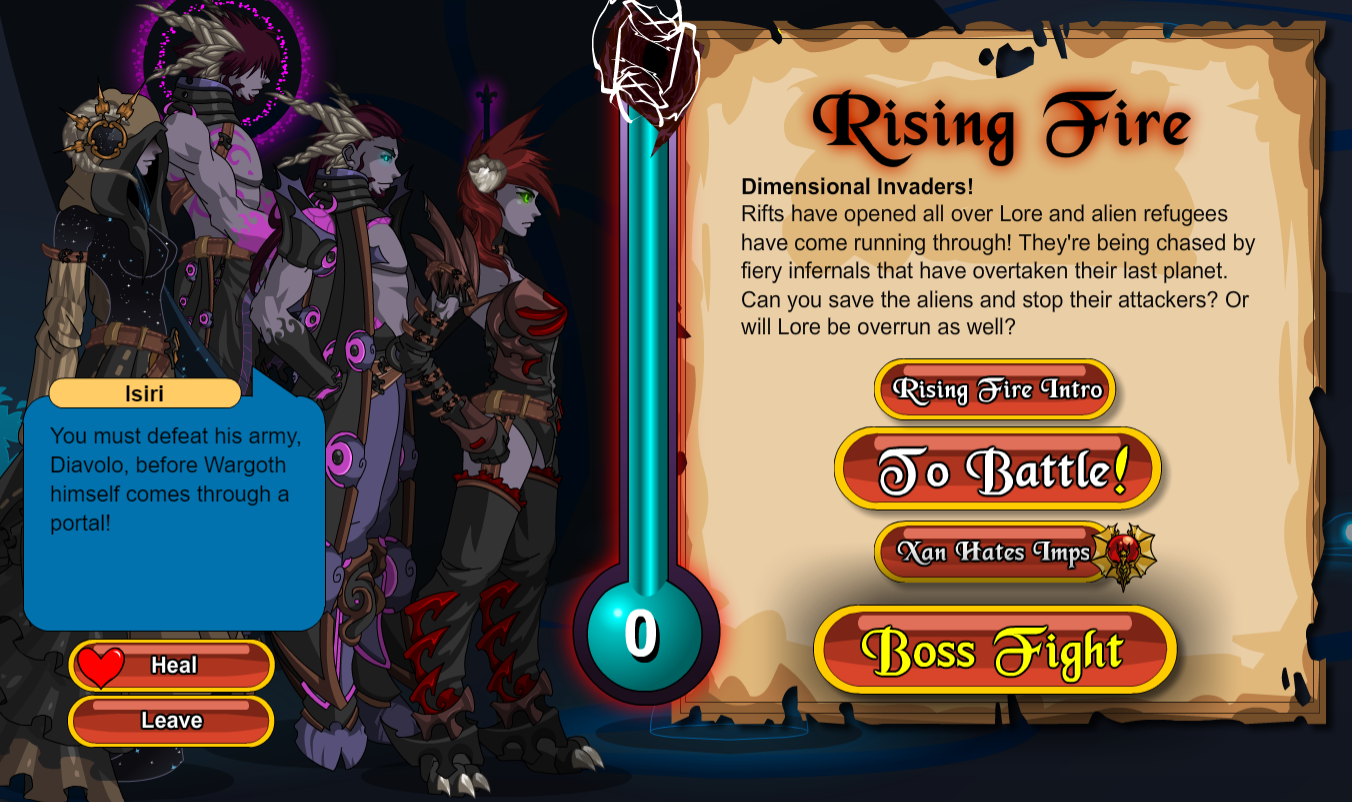 Rising Fire
Dimensional Invaders!
Rifts have opened all over Lore and alien refugees
have come running through! They're being chased by
fiery infernals that have overtaken their last planet.
Can you save the aliens and stop their attackers? Or
will Lore be overrun as well?
Rising Fire Intro
To Battle!
Xan Hates Imps
Boss Fight
0
Isiri
You must defeat his army,
Diavolo, before Wargoth
himself comes through a
portal!
Heal
Leave